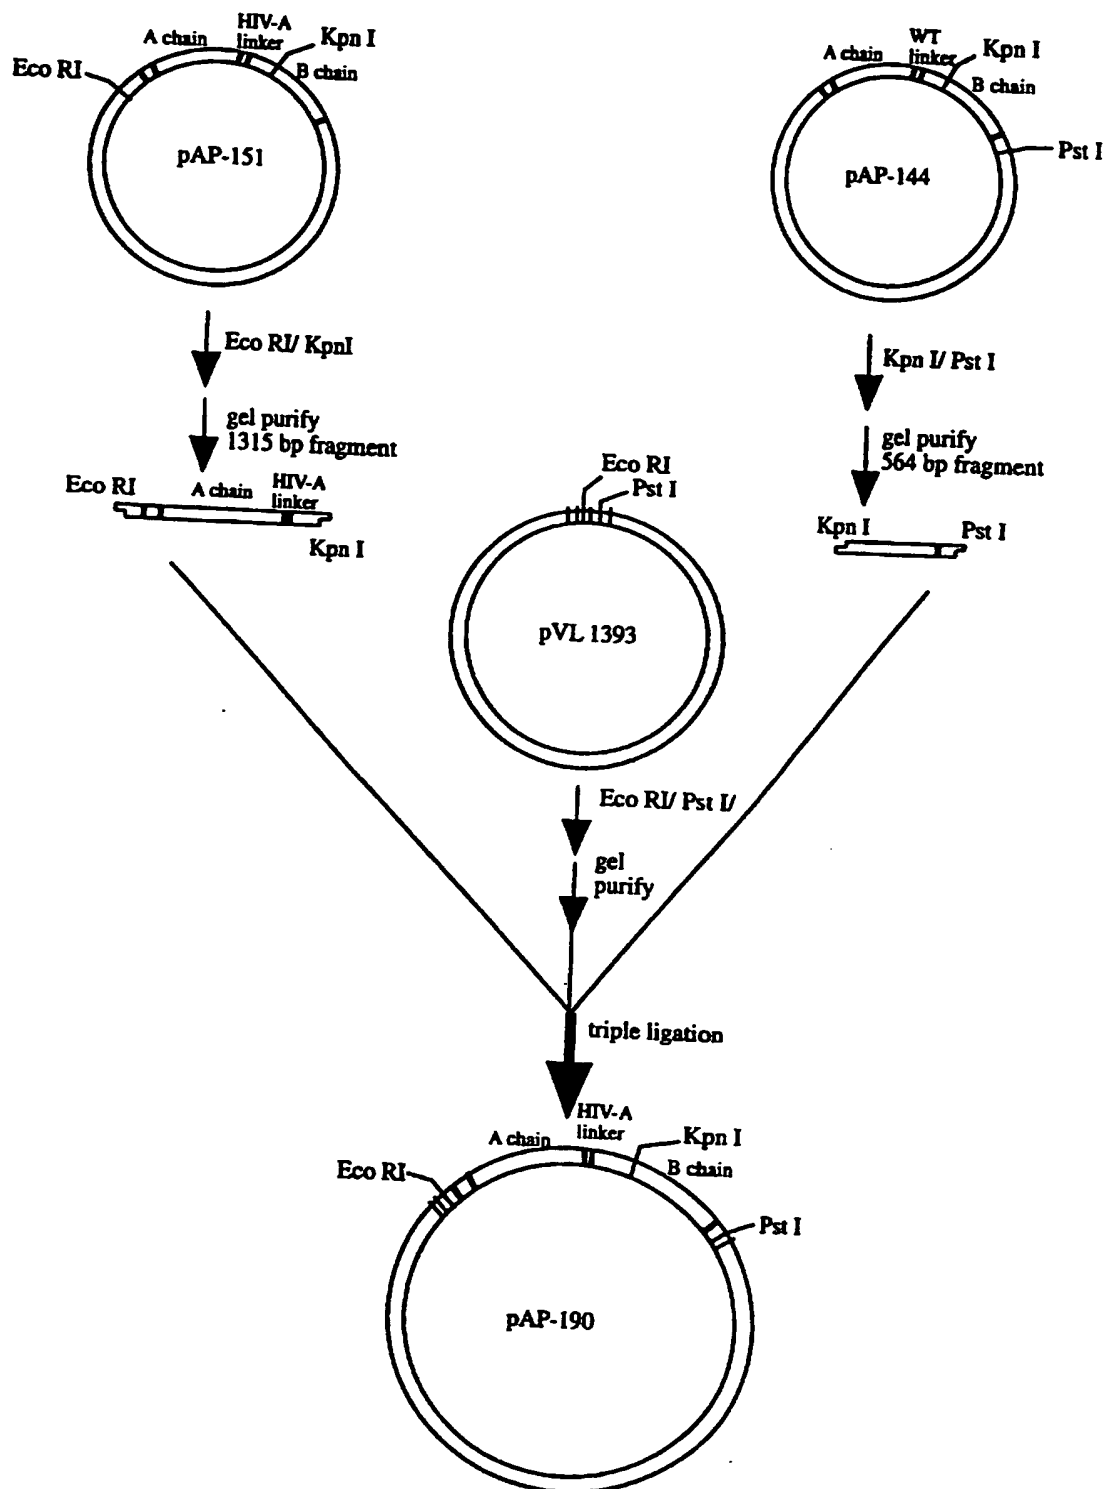 A chain
HIV-A
linker
Kpn I
Eco RI
B chain
pAP-151
A chain
WT
linker
Kpn I
B chain
Pst I
pAP-144
Eco RI/ KpnI
gel purify
1315 bp fragment
Kpn I/ Pst I
gel purify
564 bp fragment
Eco RI
A chain
HIV-A
linker
Kpn I
Eco RI
Pst I
Kpn I
Pst I
pVL 1393
Eco RI/ Pst I/
gel
purify
triple ligation
A chain
HIV-A
linker
Kpn I
Eco RI
B chain
Pst I
pAP-190